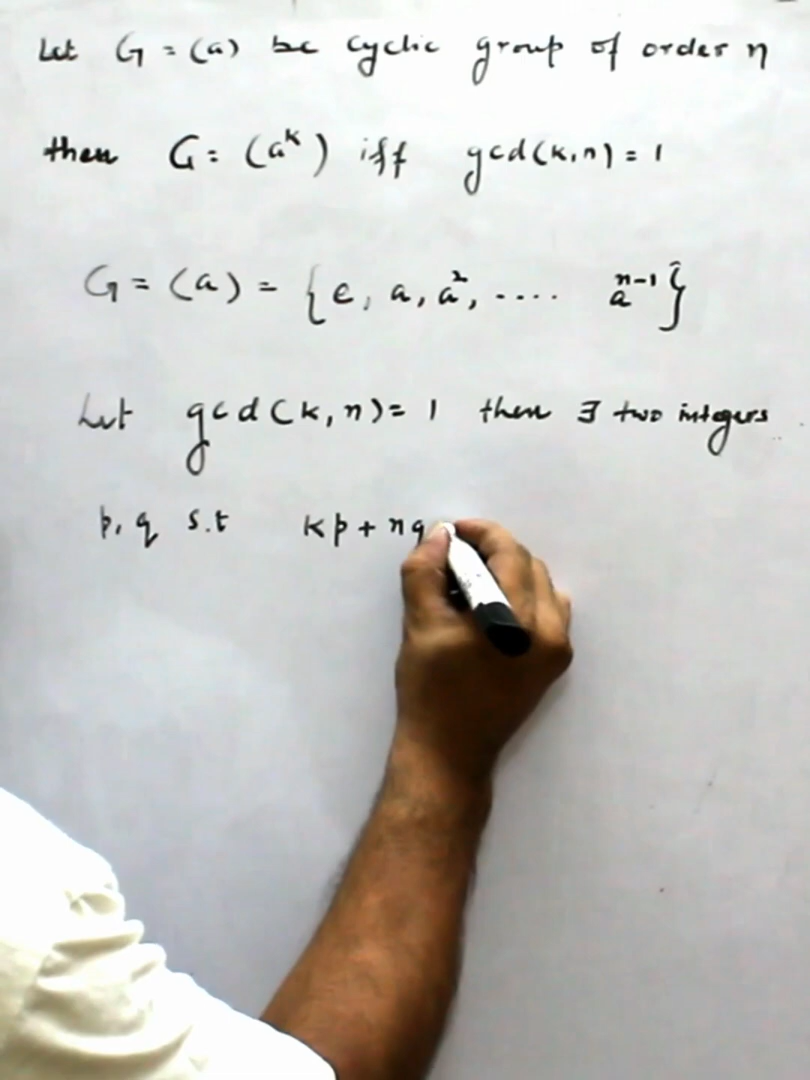 Let G = (a) be cyclic group of order n
then G = (a^k) iff gcd(k,n) = 1
G = (a) = {e, a, a², .... a^{n-1}}
Let gcd(k,n) = 1 then ∃ two integers
p, q s.t kp + nq